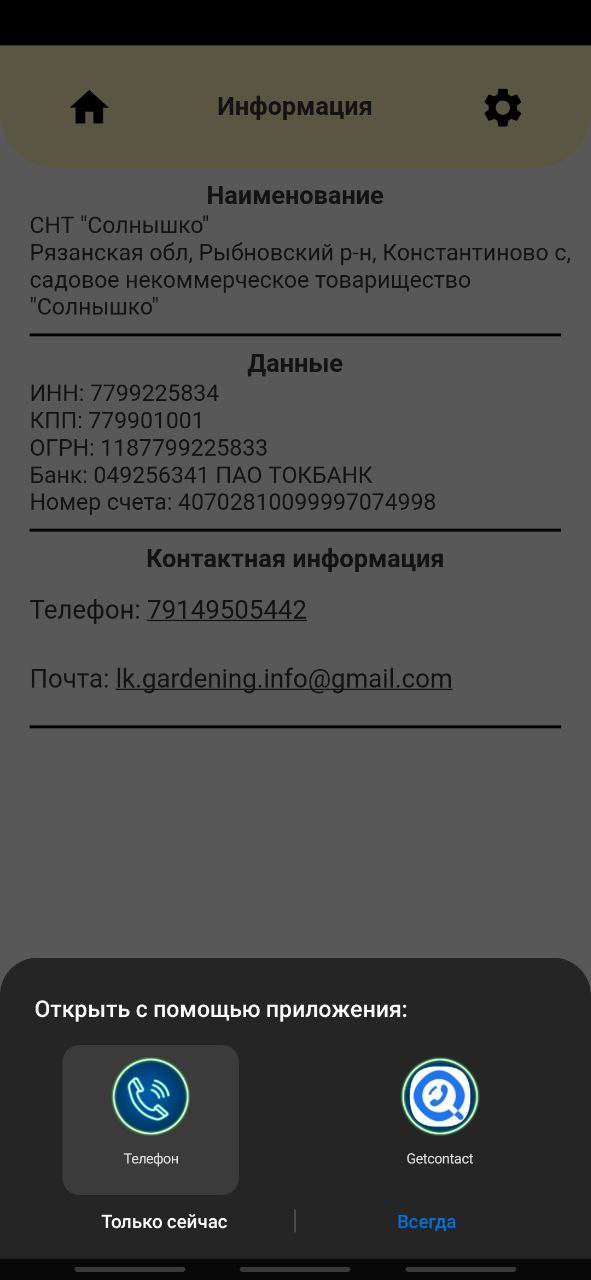 Информация
Наименование
СНТ "Солнышко"
Рязанская обл, Рыбновский р-н, Константиново с,
садовое некоммерческое товарищество
"Солнышко"
Данные
ИНН: 7799225834
КПП: 779901001
ОГРН: 1187799225833
Банк: 049256341 ПАО ТОКБАНК
Номер счета: 40702810099997074998
Контактная информация
Телефон: 79149505442
Почта: lk.gardening.info@gmail.com
Открыть с помощью приложения:
Телефон
Getcontact
Только сейчас
Всегда